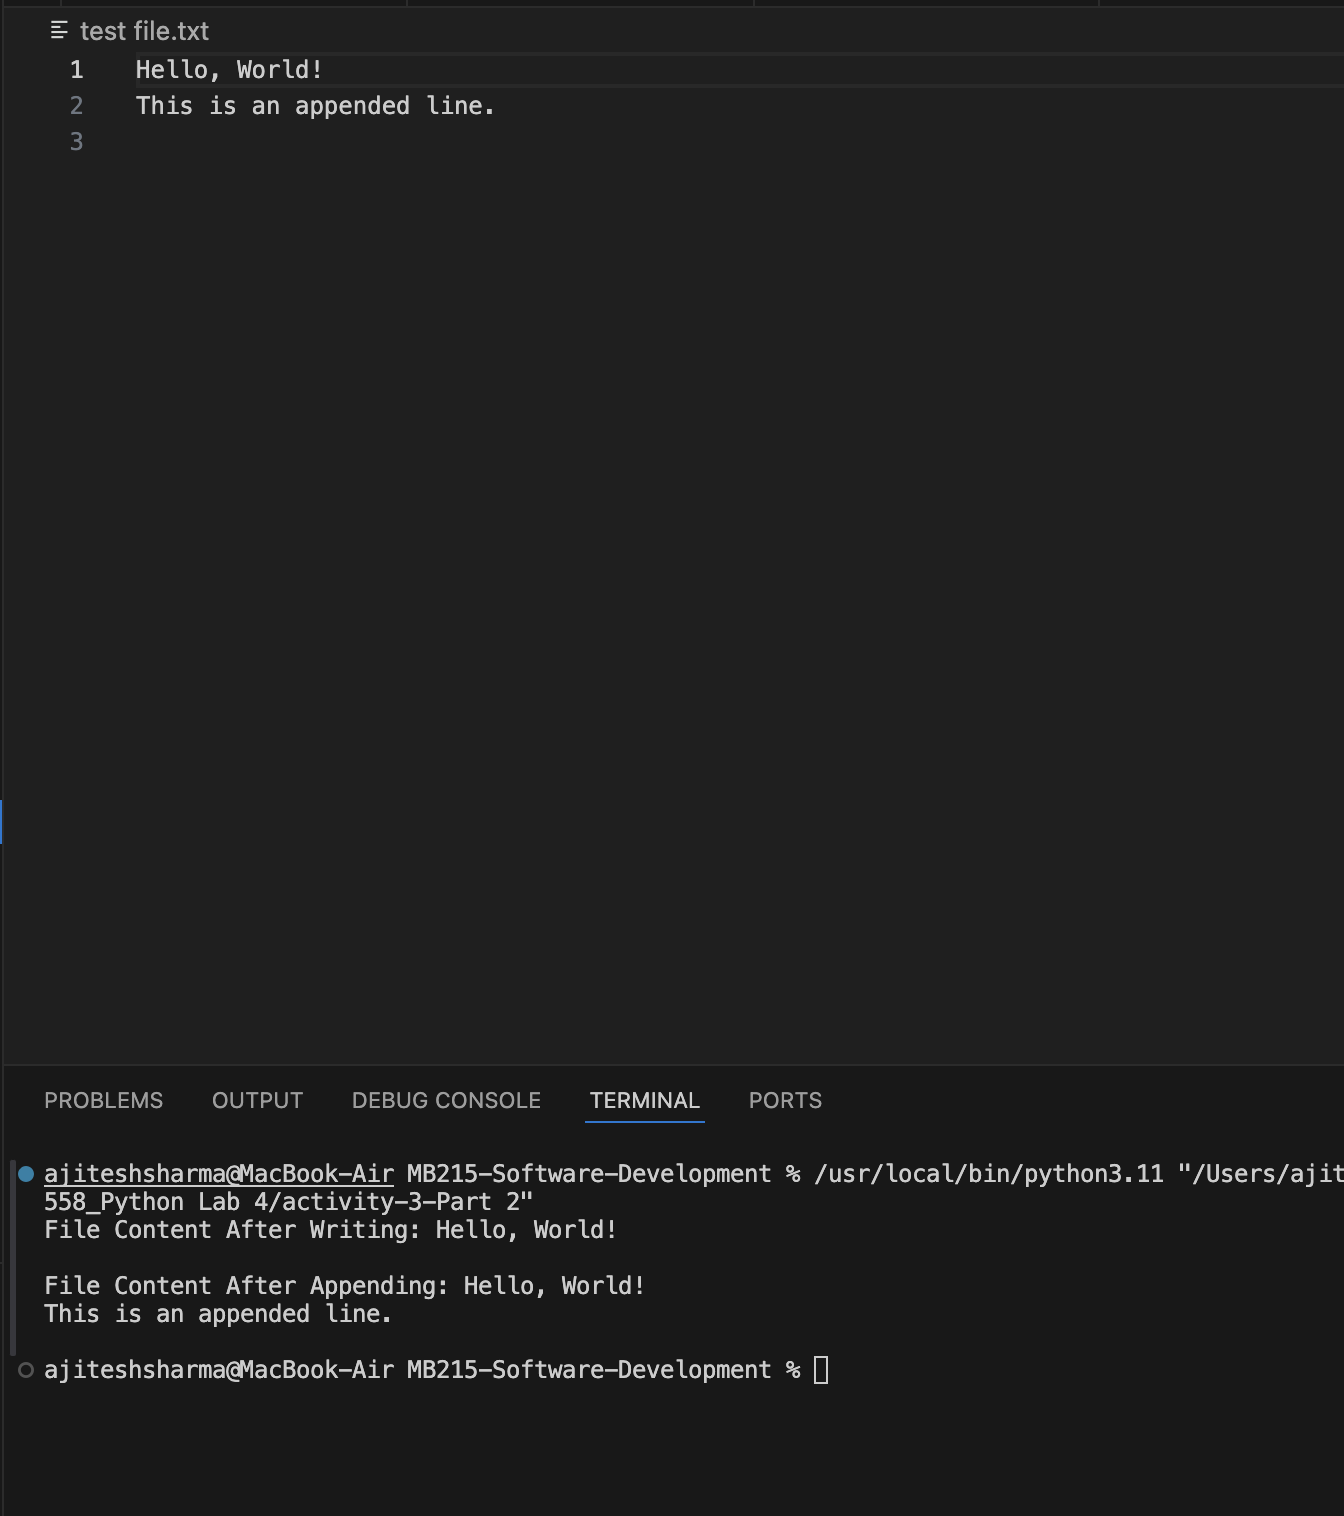 test file.txt
1 Hello, World!
2 This is an appended line.
3
PROBLEMS OUTPUT DEBUG CONSOLE TERMINAL PORTS
ajiteshsharma@MacBook-Air MB215-Software-Development % /usr/local/bin/python3.11 "/Users/ajit
558_Python Lab 4/activity-3-Part 2"
File Content After Writing: Hello, World!
File Content After Appending: Hello, World!
This is an appended line.
ajiteshsharma@MacBook-Air MB215-Software-Development %